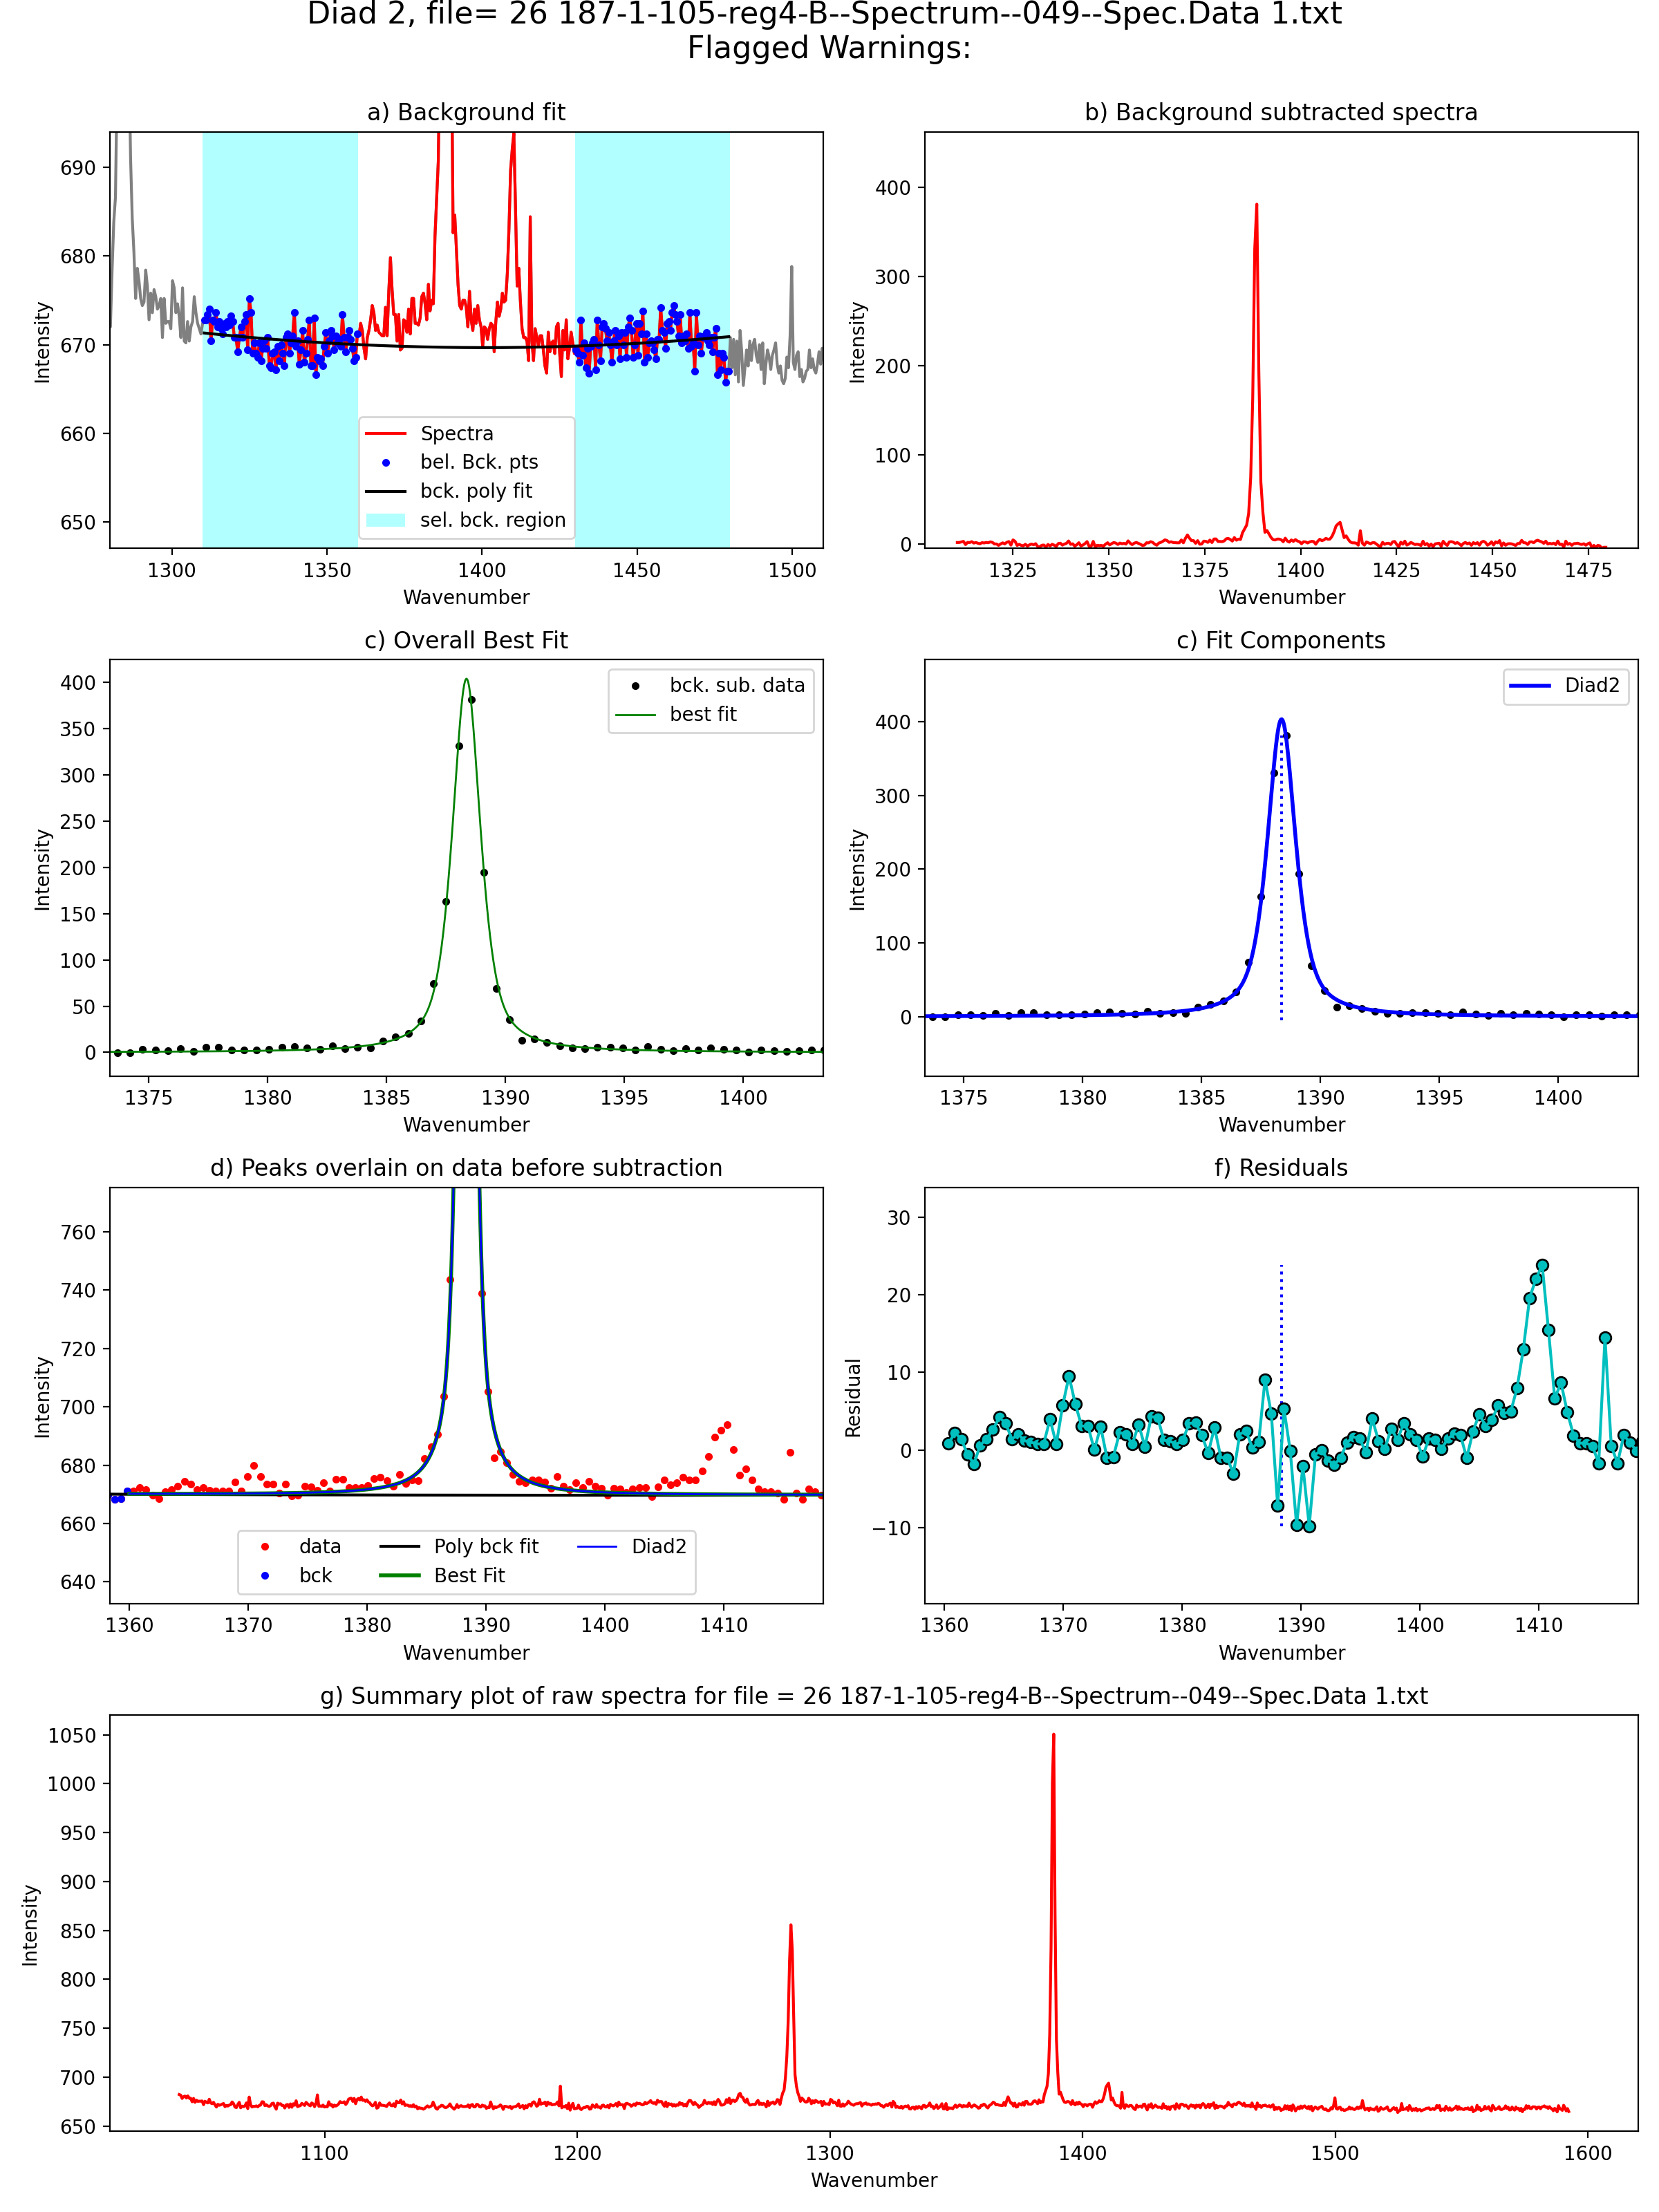 Diad 2, file= 26 187-1-105-reg4-B--Spectrum--049--Spec.Data 1.txt
Flagged Warnings:
a) Background fit
690
680
670
660
650
Intensity
1300 1350 1400 1450 1500
Wavenumber
Spectra
bel. Bck. pts
bck. poly fit
sel. bck. region
b) Background subtracted spectra
400
300
200
100
0
Intensity
1325 1350 1375 1400 1425 1450 1475
Wavenumber
c) Overall Best Fit
400
350
300
250
200
150
100
50
0
Intensity
1375 1380 1385 1390 1395 1400
Wavenumber
bck. sub. data
best fit
c) Fit Components
400
300
200
100
0
Intensity
1375 1380 1385 1390 1395 1400
Wavenumber
Diad2
d) Peaks overlain on data before subtraction
760
740
720
700
680
660
640
Intensity
1360 1370 1380 1390 1400 1410
Wavenumber
data Poly bck fit Diad2
bck Best Fit
f) Residuals
30
20
10
0
−10
Residual
1360 1370 1380 1390 1400 1410
Wavenumber
g) Summary plot of raw spectra for file = 26 187-1-105-reg4-B--Spectrum--049--Spec.Data 1.txt
1050
1000
950
900
850
800
750
700
650
Intensity
1100 1200 1300 1400 1500 1600
Wavenumber